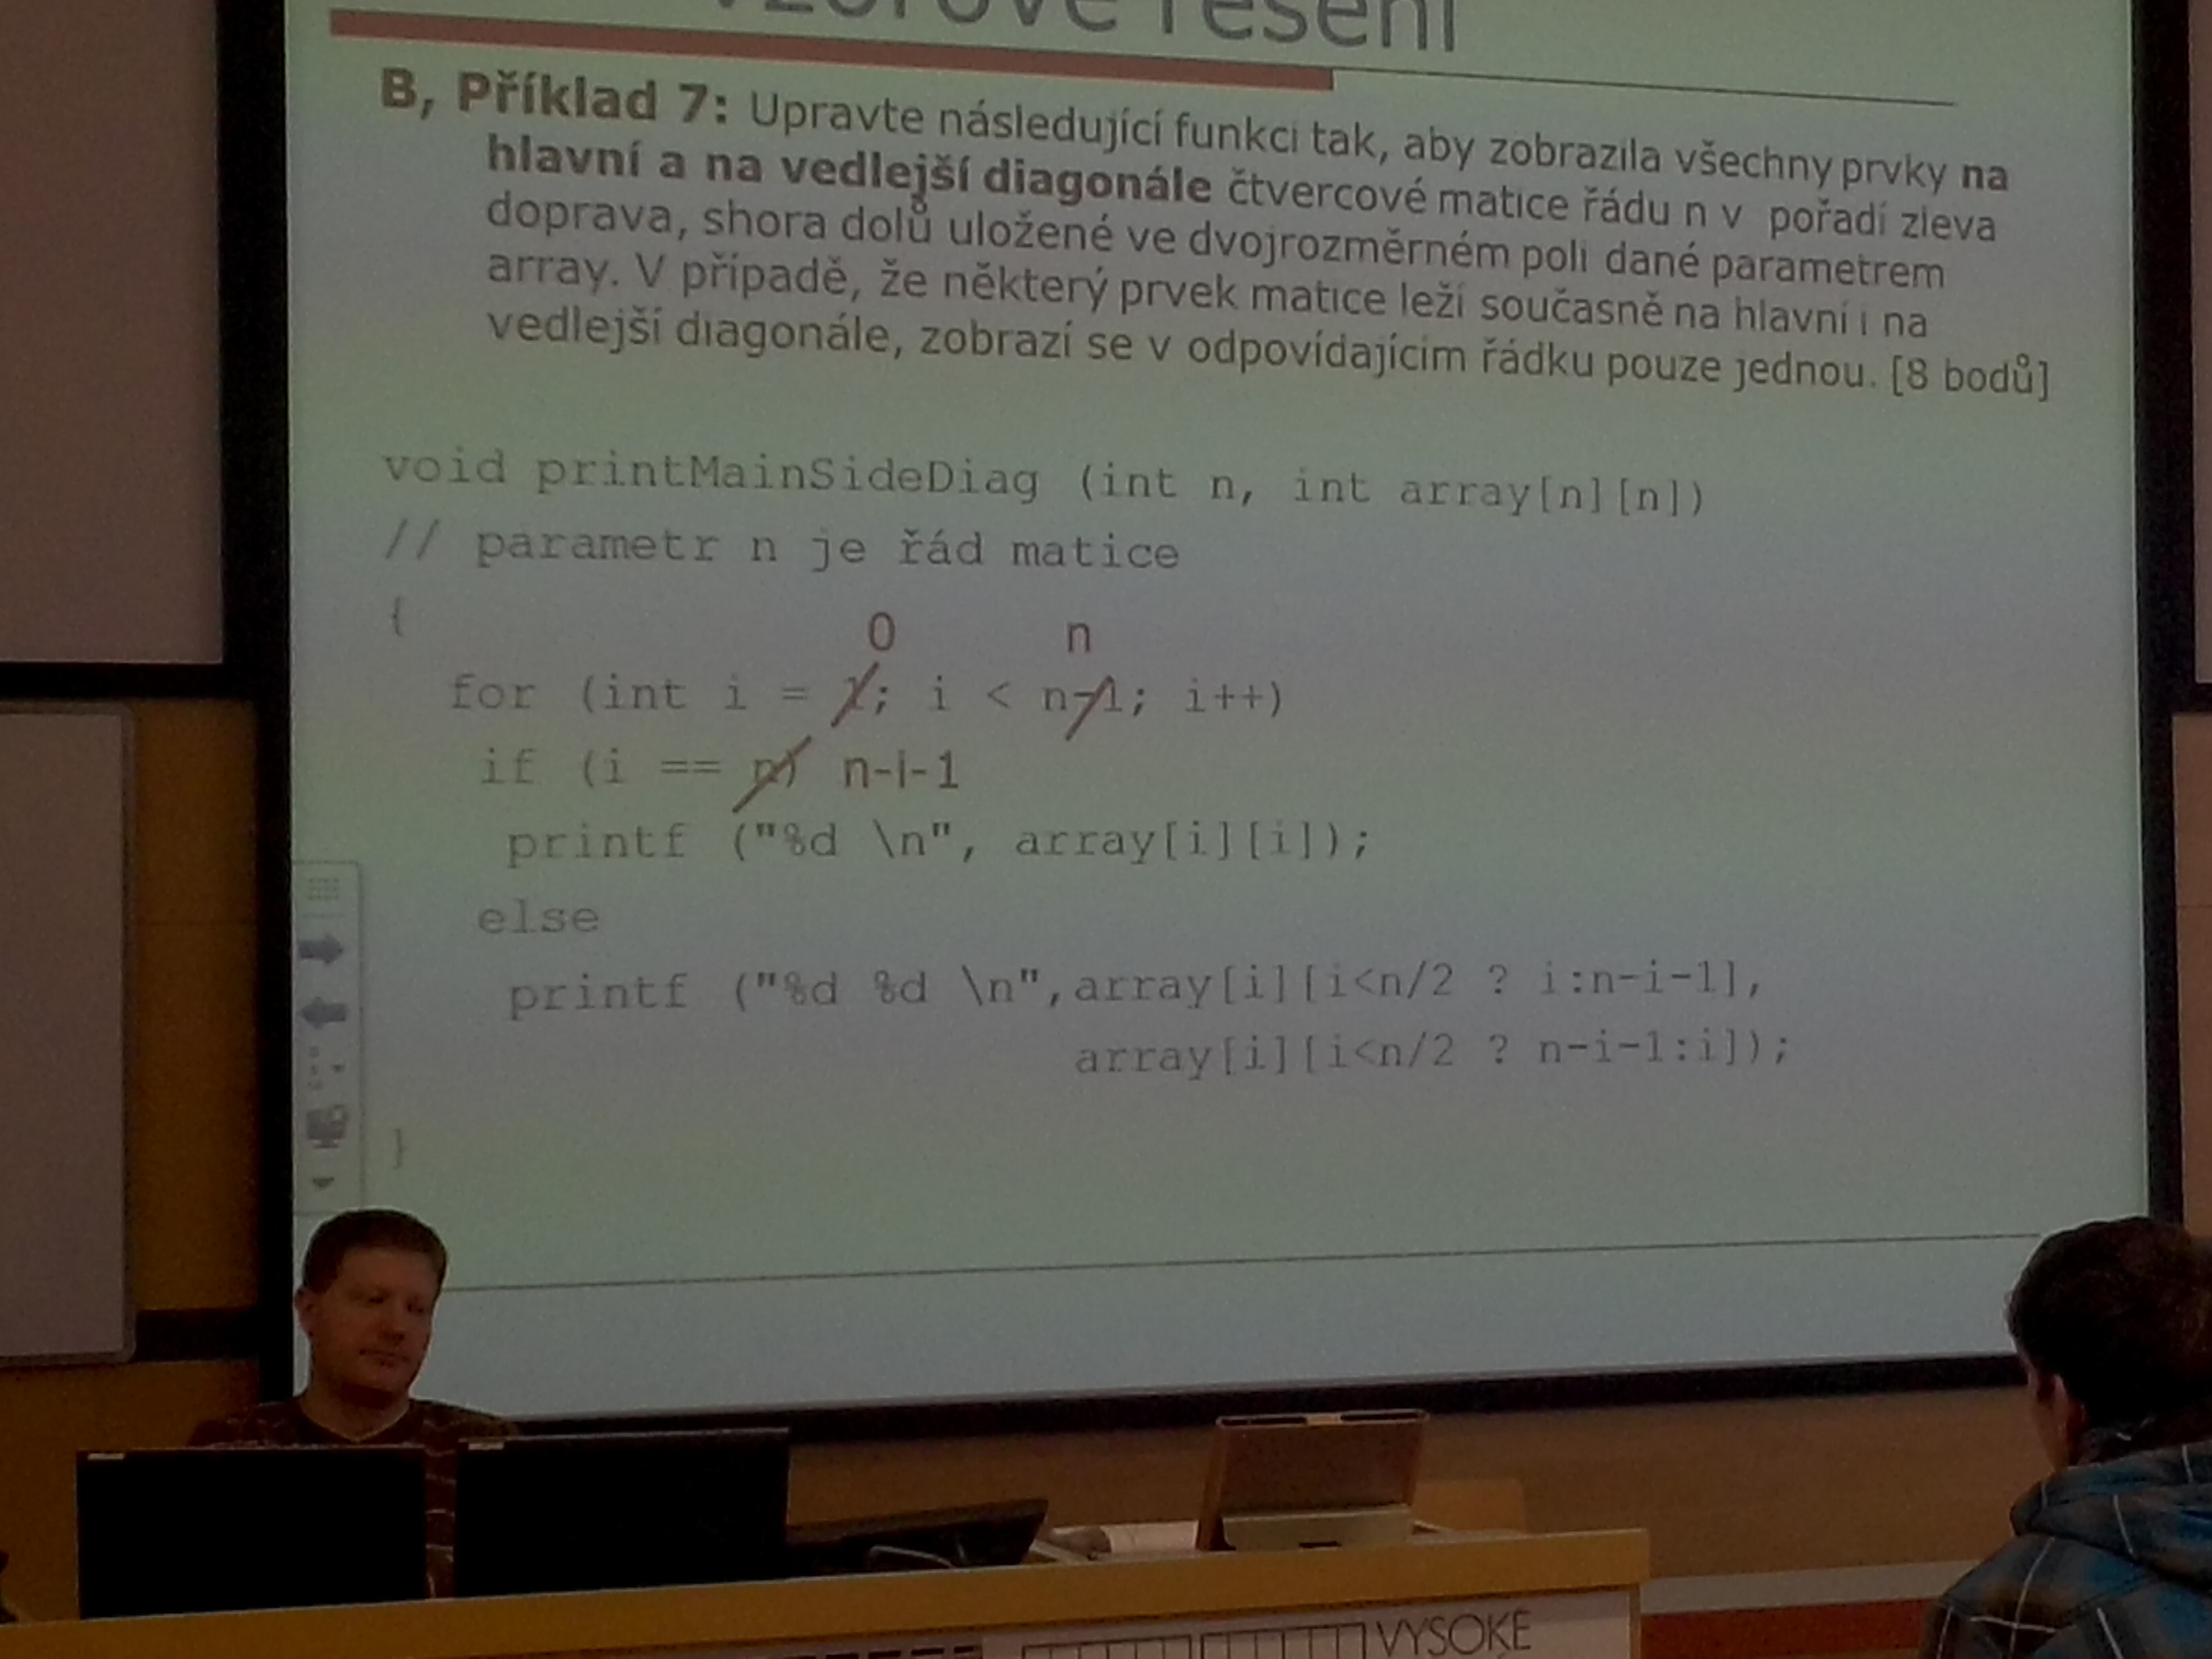 Vzorové řešení
B, Příklad 7: Upravte následující funkci tak, aby zobrazila všechny prvky na
hlavní a na vedlejší diagonále čtvercové matice řádu n v pořadí zleva
doprava, shora dolů uložené ve dvojrozměrném poli dané parametrem
array. V případě, že některý prvek matice leží současně na hlavní i na
vedlejší diagonále, zobrazí se v odpovídajícim řádku pouze jednou. [8 bodů]
void printMainSideDiag (int n, int array[n][n])
// parametr n je řád matice
{
0 n
for (int i = 1; i < n-1; i++)
if (i == n) n-i-1
printf ("%d \n", array[i][i]);
else
printf ("%d %d \n",array[i][i<n/2 ? i:n-i-1],
array[i][i<n/2 ? n-i-1:i]);
}
VYSOKÉ